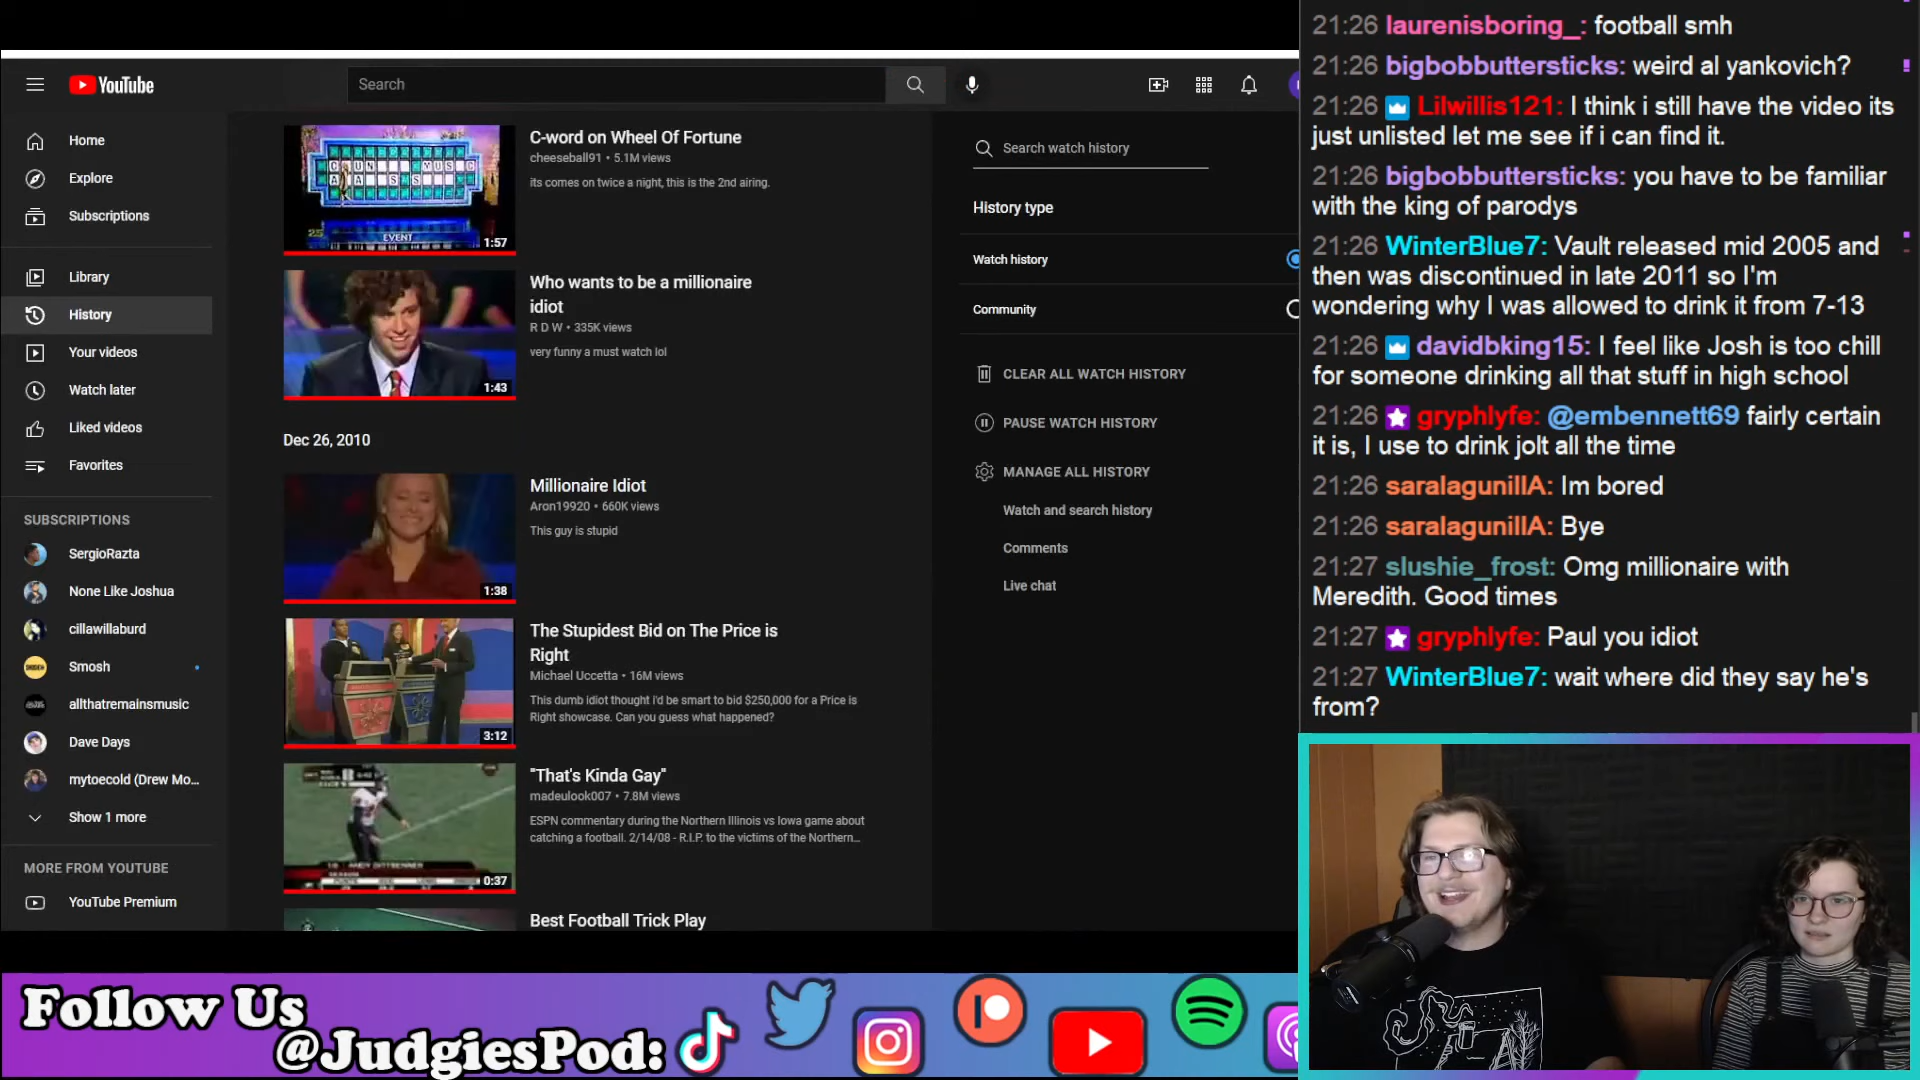 YouTube
Search
Home
Explore
Subscriptions
Library
History
Your videos
Watch later
Liked videos
Favorites
SUBSCRIPTIONS
SergioRazta
None Like Joshua
cillawillaburd
Smosh
allthatremainsmusic
Dave Days
mytoecold (Drew Mo...
Show 1 more
MORE FROM YOUTUBE
YouTube Premium
EVENT
1:57
C-word on Wheel Of Fortune
cheeseball91 • 5.1M views
its comes on twice a night, this is the 2nd airing.
1:43
Who wants to be a millionaire
idiot
R D W • 335K views
very funny a must watch lol
Dec 26, 2010
1:38
Millionaire Idiot
Aron19920 • 660K views
This guy is stupid
3:12
The Stupidest Bid on The Price is
Right
Michael Uccetta • 16M views
This dumb idiot thought i'd be smart to bid $250,000 for a Price is
Right showcase. Can you guess what happened?
0:37
"That's Kinda Gay"
madeulook007 • 7.8M views
ESPN commentary during the Northern Illinois vs Iowa game about
catching a football. 2/14/08 - R.I.P. to the victims of the Northern...
Best Football Trick Play
Search watch history
History type
Watch history
Community
CLEAR ALL WATCH HISTORY
PAUSE WATCH HISTORY
MANAGE ALL HISTORY
Watch and search history
Comments
Live chat
21:26 laurenisboring_: football smh
21:26 bigbobbuttersticks: weird al yankovich?
21:26 Lilwillis121: I think i still have the video its
just unlisted let me see if i can find it.
21:26 bigbobbuttersticks: you have to be familiar
with the king of parodys
21:26 WinterBlue7: Vault released mid 2005 and
then was discontinued in late 2011 so I'm
wondering why I was allowed to drink it from 7-13
21:26 davidbking15: I feel like Josh is too chill
for someone drinking all that stuff in high school
21:26 gryphlyfe: @embennett69 fairly certain
it is, I use to drink jolt all the time
21:26 saralagunillA: Im bored
21:26 saralagunillA: Bye
21:27 slushie_frost: Omg millionaire with
Meredith. Good times
21:27 gryphlyfe: Paul you idiot
21:27 WinterBlue7: wait where did they say he's
from?
Follow Us
@JudgiesPod: